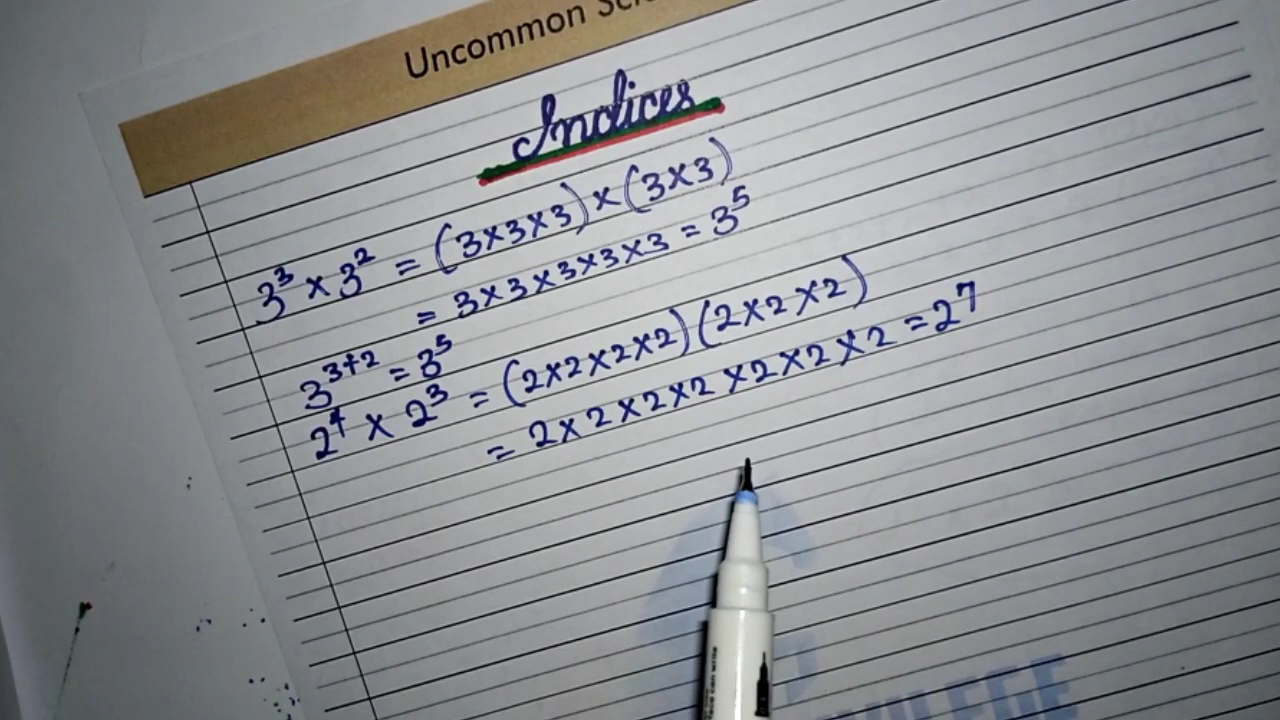 Uncommon
Indices
3³ × 3² = (3×3×3) × (3×3)
= 3×3×3×3×3 = 3⁵
3³⁺² = 3⁵
2⁴ × 2³ = (2×2×2×2)(2×2×2)
= 2×2×2×2×2×2×2 = 2⁷